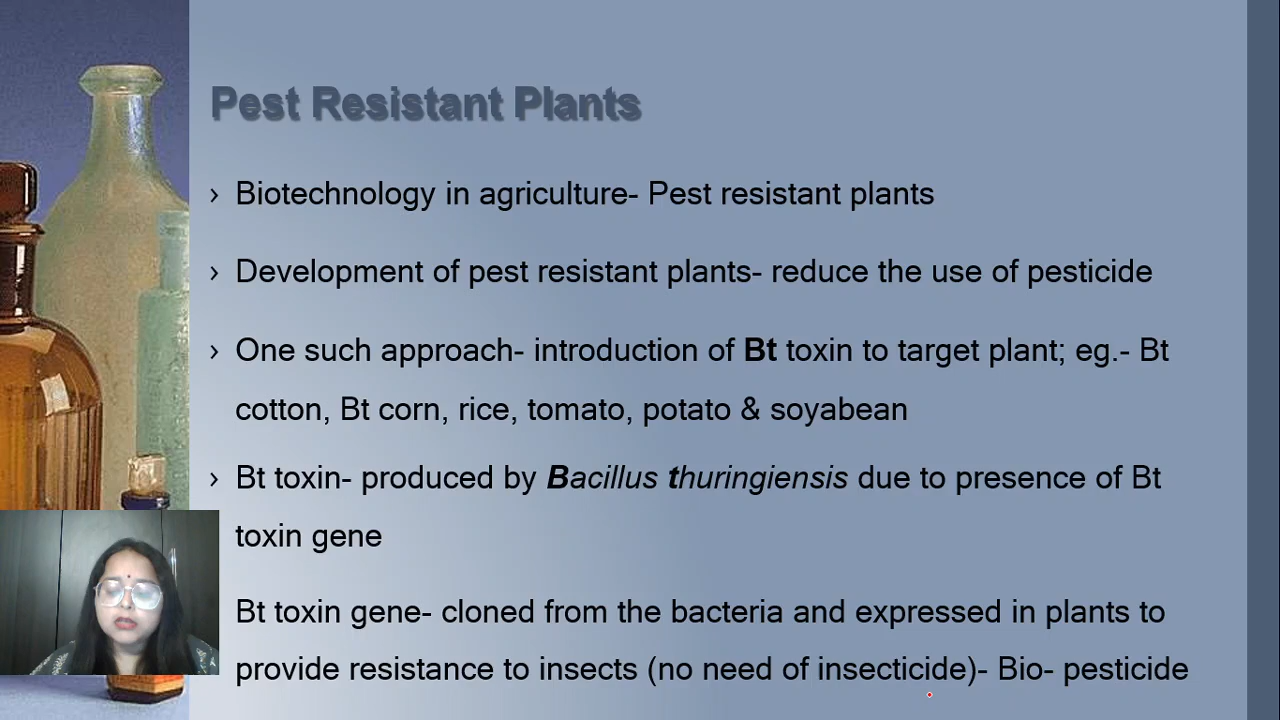 Pest Resistant Plants
› Biotechnology in agriculture- Pest resistant plants
› Development of pest resistant plants- reduce the use of pesticide
› One such approach- introduction of Bt toxin to target plant; eg.- Bt
cotton, Bt corn, rice, tomato, potato & soyabean
› Bt toxin- produced by Bacillus thuringiensis due to presence of Bt
toxin gene
Bt toxin gene- cloned from the bacteria and expressed in plants to
provide resistance to insects (no need of insecticide)- Bio- pesticide